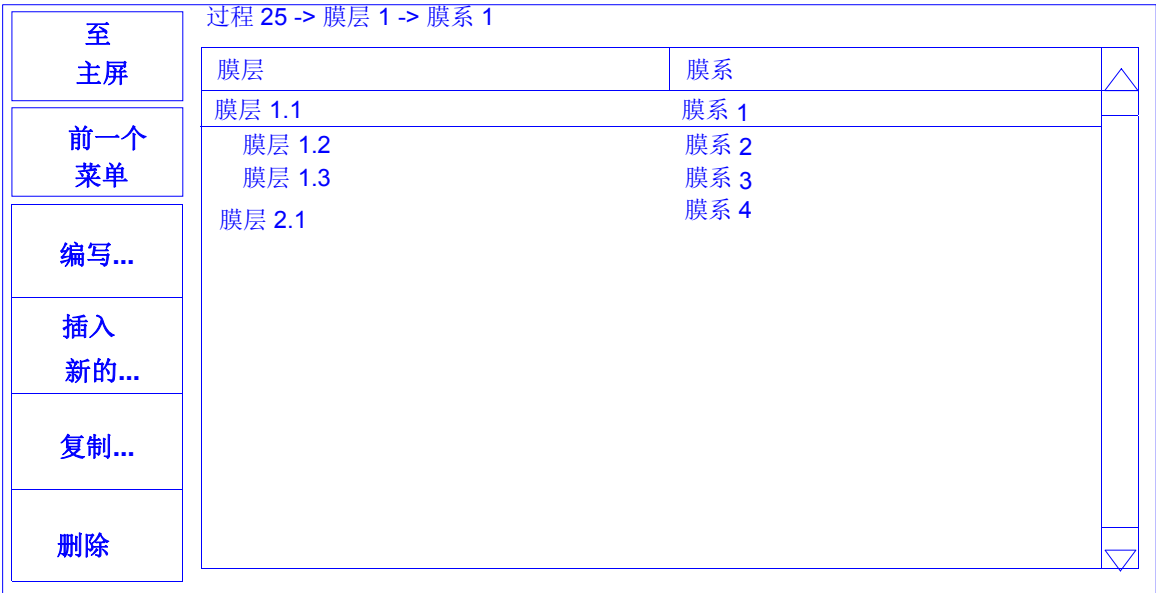 至
主屏
前一个
菜单
编写...
插入
新的...
复制...
删除
过程 25 -> 膜层 1 -> 膜系 1
膜层 膜系
膜层 1.1 膜系 1
膜层 1.2 膜系 2
膜层 1.3 膜系 3
膜层 2.1 膜系 4